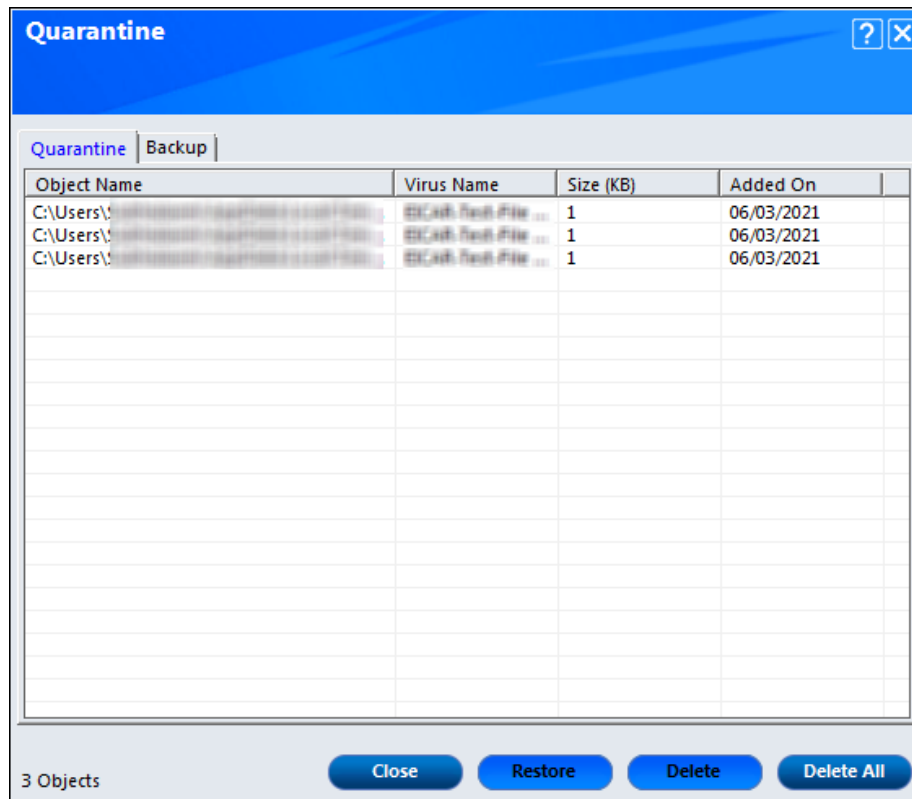 Quarantine
Quarantine Backup
Object Name Virus Name Size (KB) Added On
C:\Users\ 1 06/03/2021
C:\Users\ 1 06/03/2021
C:\Users\ 1 06/03/2021
3 Objects Close Restore Delete Delete All